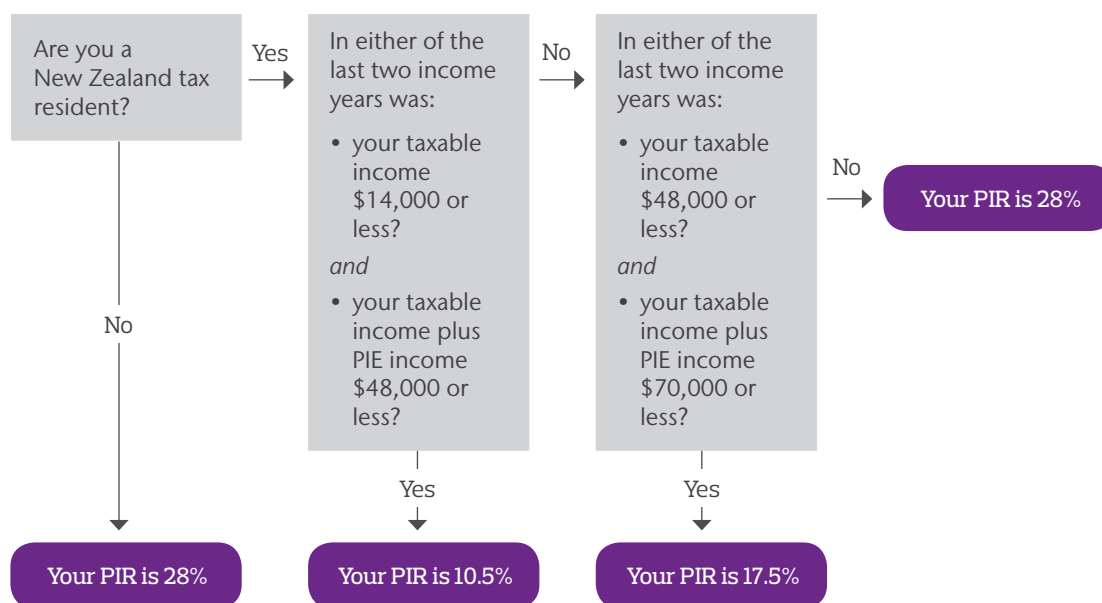 Are you a
New Zealand tax
resident?
Yes
In either of the
last two income
years was:
• your taxable
income
$14,000 or
less?
and
• your taxable
income plus
PIE income
$48,000 or
less?
No
In either of the
last two income
years was:
• your taxable
income
$48,000 or
less?
and
• your taxable
income plus
PIE income
$70,000 or
less?
No
Your PIR is 28%
No
Yes
Yes
Your PIR is 28%
Your PIR is 10.5%
Your PIR is 17.5%